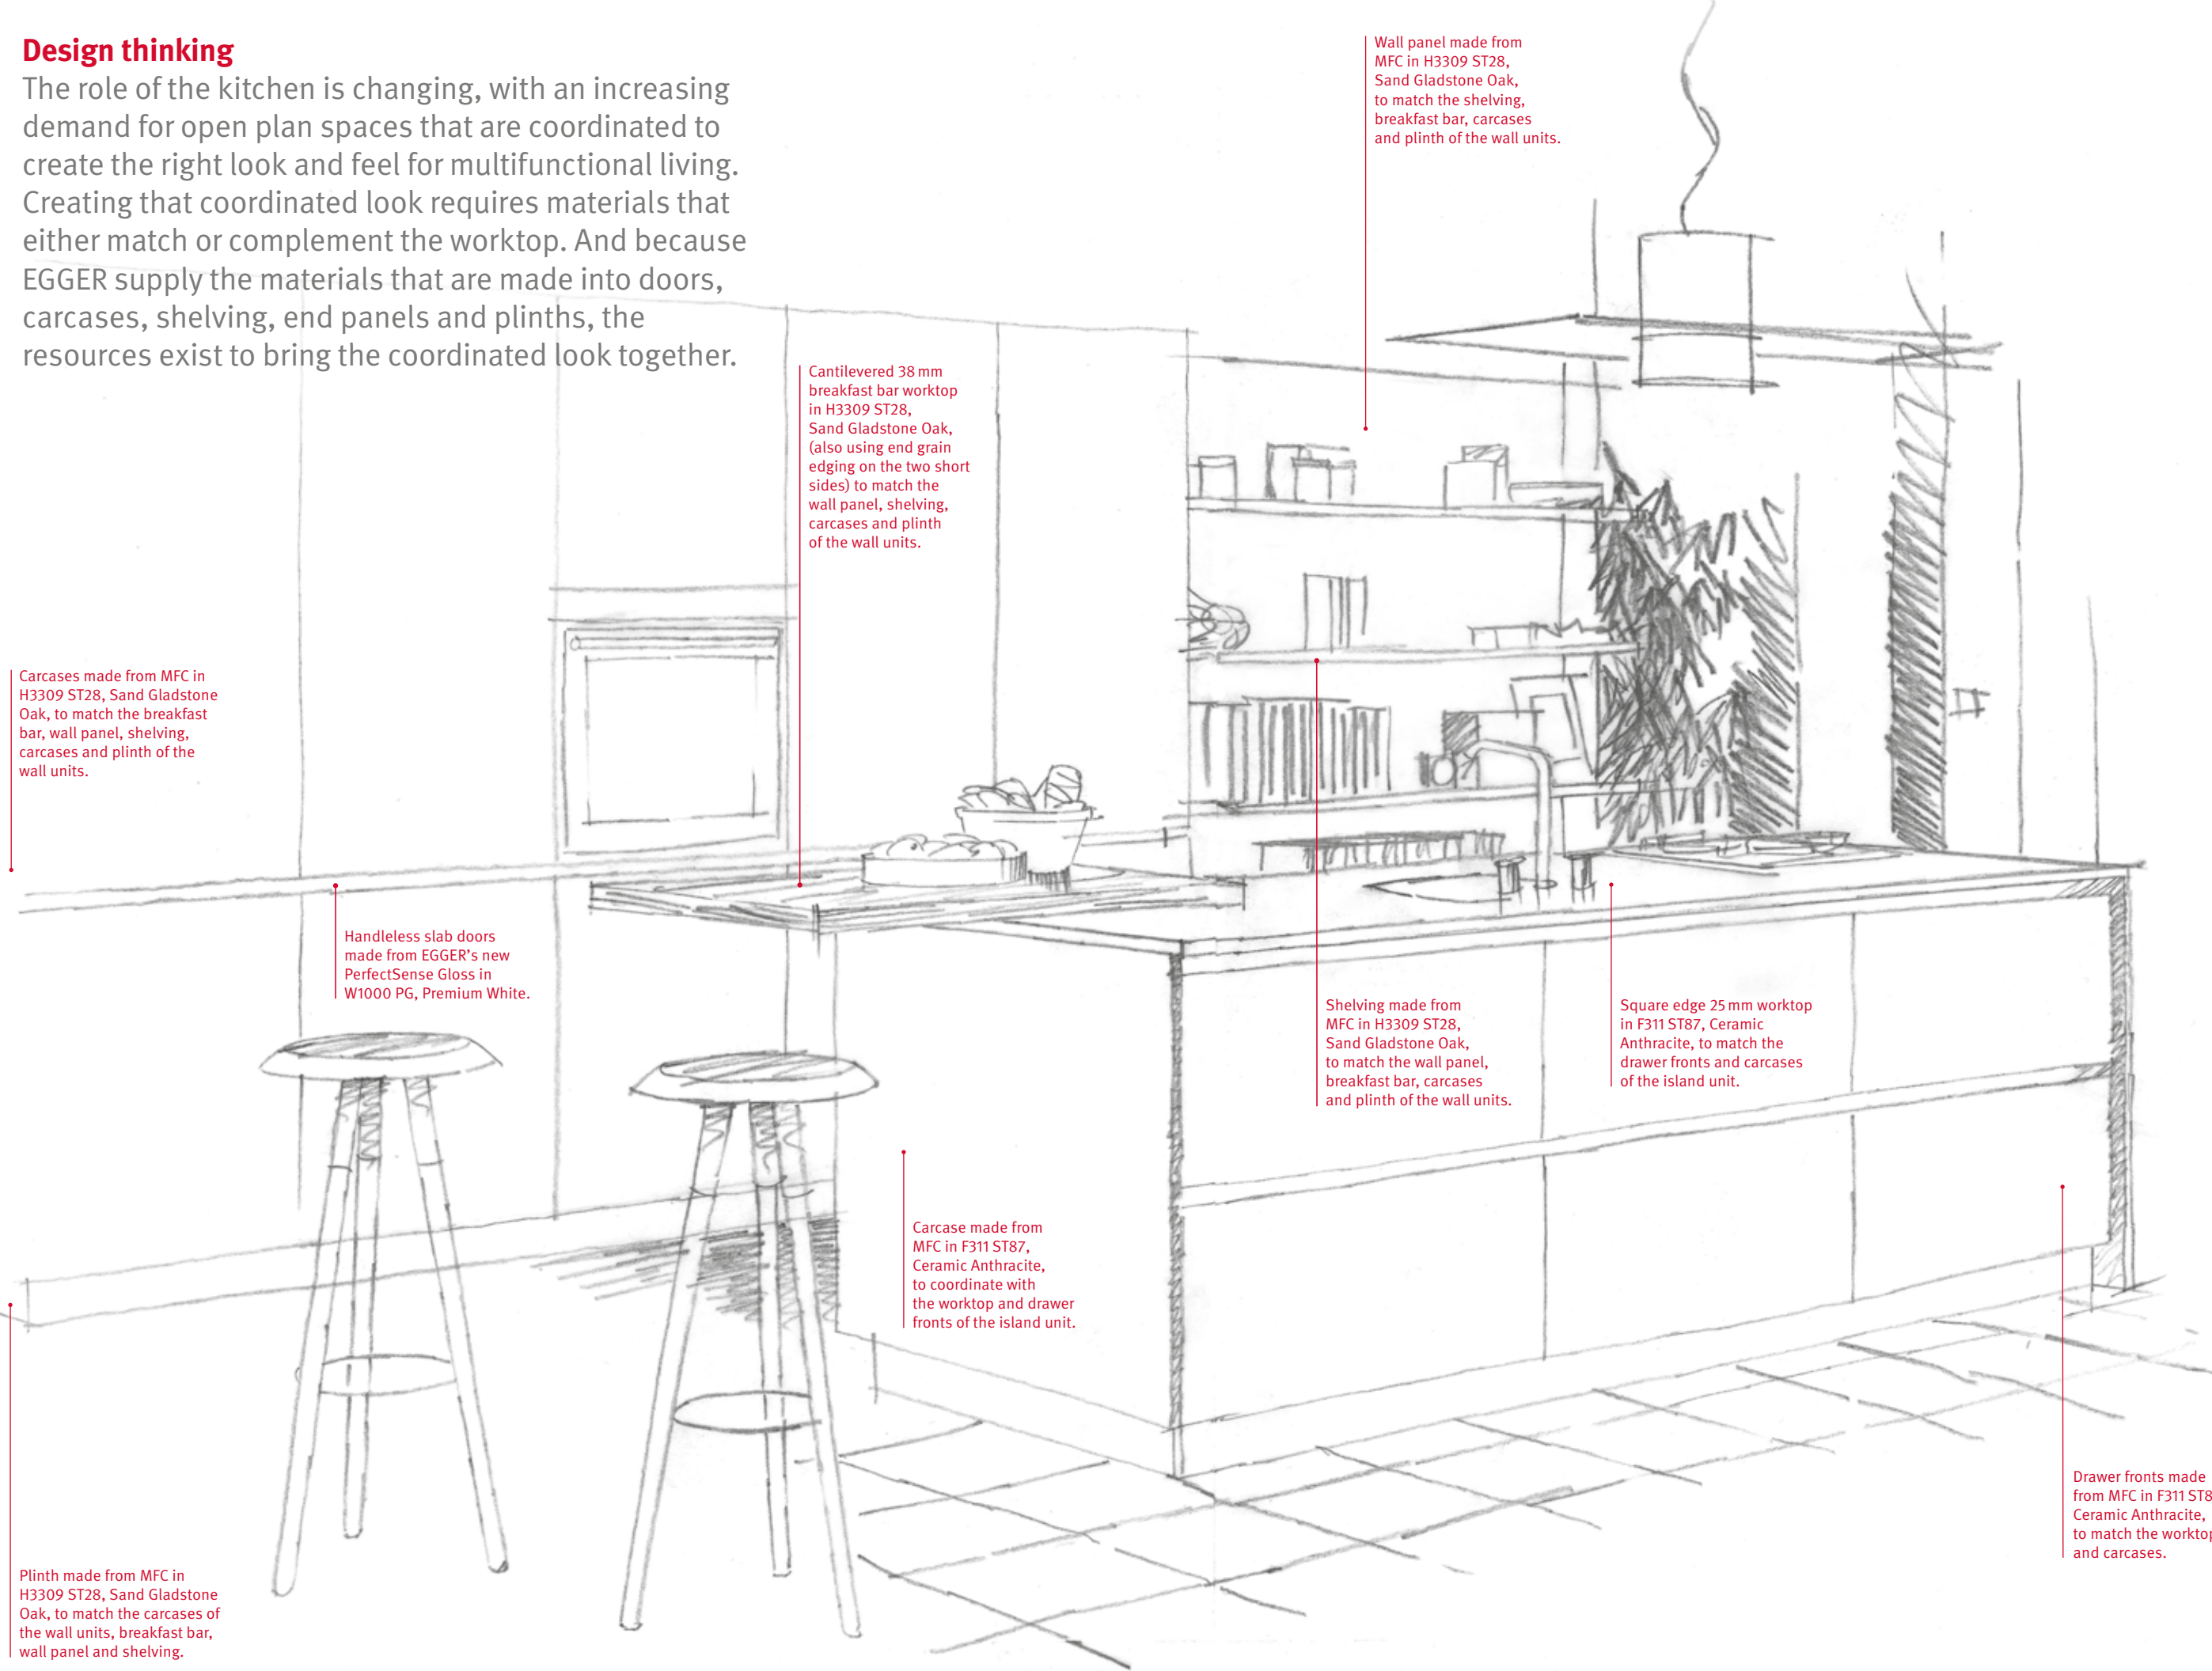 Design thinking
The role of the kitchen is changing, with an increasing
demand for open plan spaces that are coordinated to
create the right look and feel for multifunctional living.
Creating that coordinated look requires materials that
either match or complement the worktop. And because
EGGER supply the materials that are made into doors,
carcases, shelving, end panels and plinths, the
resources exist to bring the coordinated look together.
Wall panel made from
MFC in H3309 ST28,
Sand Gladstone Oak,
to match the shelving,
breakfast bar, carcases
and plinth of the wall units.
Cantilevered 38 mm
breakfast bar worktop
in H3309 ST28,
Sand Gladstone Oak,
(also using end grain
edging on the two short
sides) to match the
wall panel, shelving,
carcases and plinth
of the wall units.
Carcases made from MFC in
H3309 ST28, Sand Gladstone
Oak, to match the breakfast
bar, wall panel, shelving,
carcases and plinth of the
wall units.
Handleless slab doors
made from EGGER's new
PerfectSense Gloss in
W1000 PG, Premium White.
Shelving made from
MFC in H3309 ST28,
Sand Gladstone Oak,
to match the wall panel,
breakfast bar, carcases
and plinth of the wall units.
Square edge 25 mm worktop
in F311 ST87, Ceramic
Anthracite, to match the
drawer fronts and carcases
of the island unit.
Carcase made from
MFC in F311 ST87,
Ceramic Anthracite,
to coordinate with
the worktop and drawer
fronts of the island unit.
Drawer fronts made
from MFC in F311
Ceramic Anthracite,
to match the
and carcases.
Plinth made from MFC in
H3309 ST28, Sand Gladstone
Oak, to match the carcases of
the wall units, breakfast bar,
wall panel and shelving.